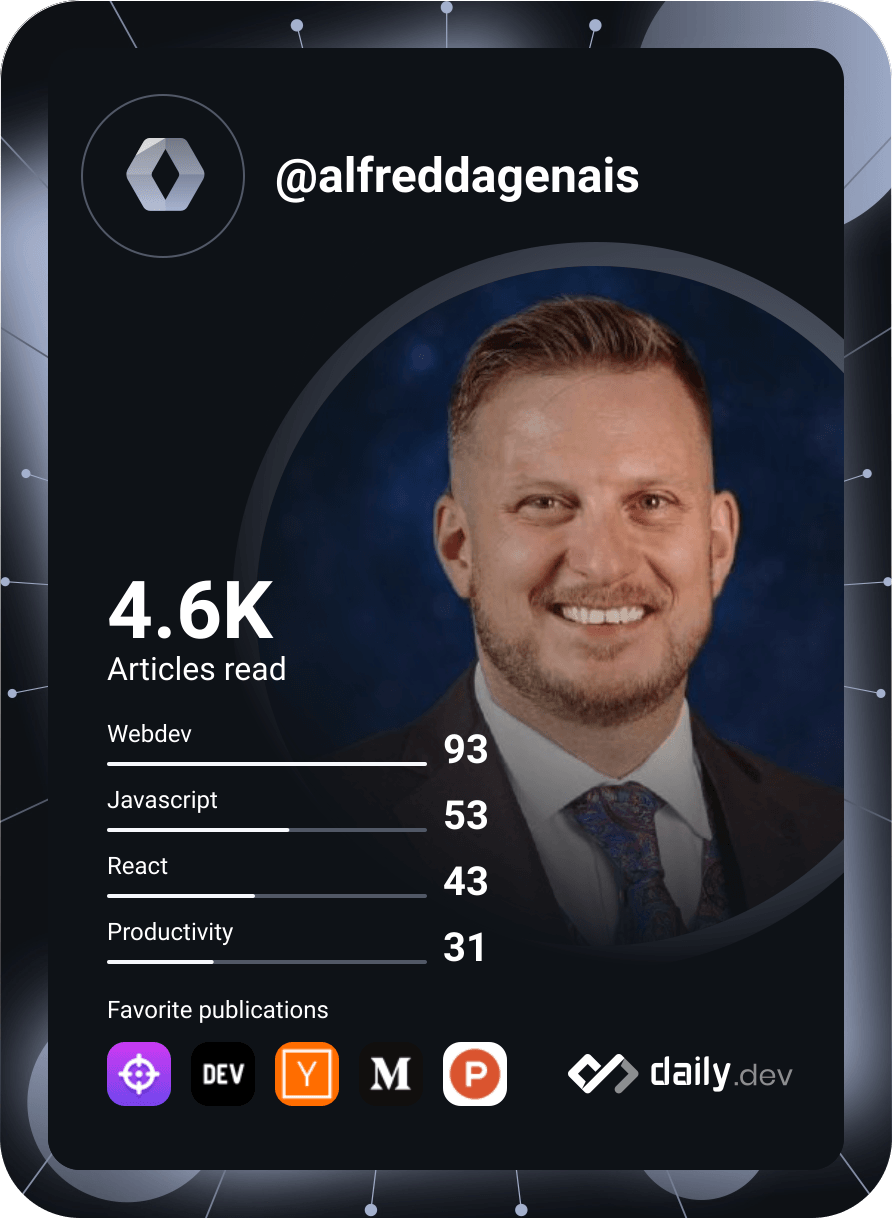 @alfreddagenais
4.6K
Articles read
Webdev
93
Javascript
53
React
43
Productivity
31
Favorite publications
DEV
Y
M
P
daily.dev